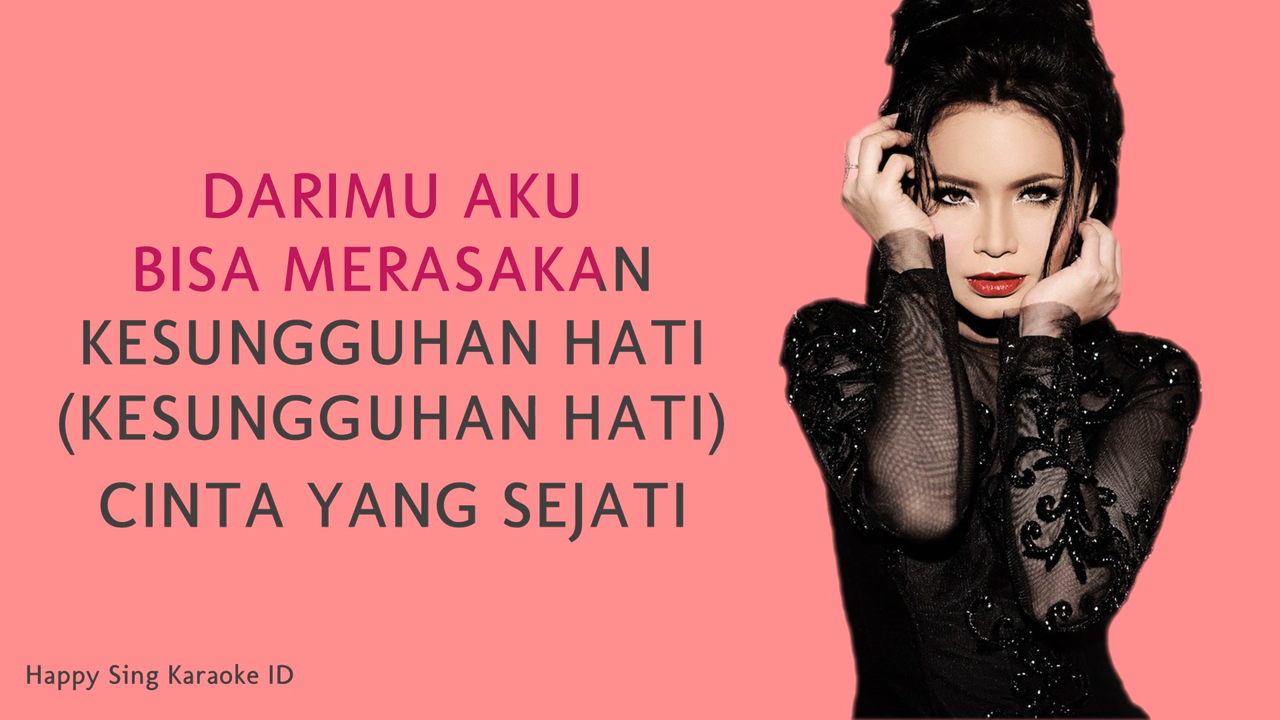 DARIMU AKU
BISA MERASAKAN
KESUNGGUHAN HATI
(KESUNGGUHAN HATI)
CINTA YANG SEJATI
Happy Sing Karaoke ID